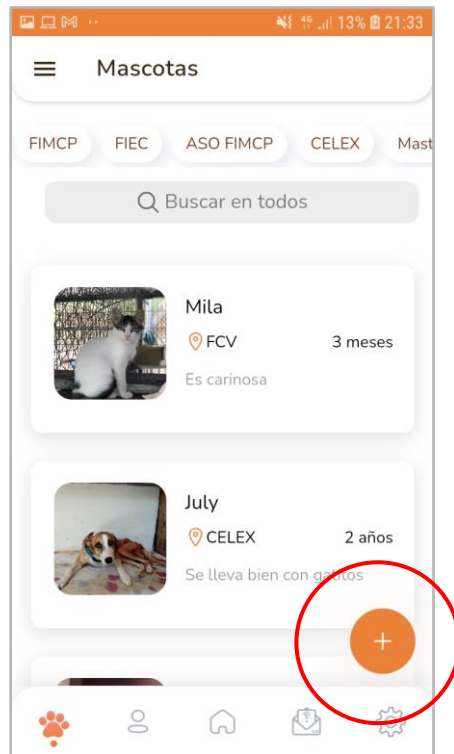 4G 13% 21:33
Mascotas
FIMCP FIEC ASO FIMCP CELEX Mast
Buscar en todos
Mila
FCV 3 meses
Es carinosa
July
CELEX 2 años
Se lleva bien con gatitos
+